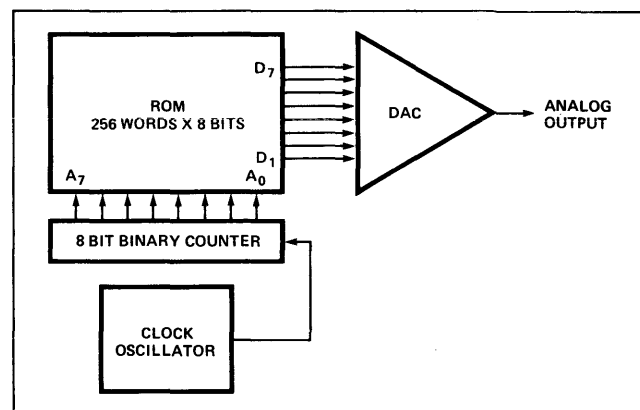 D7
ROM
256 WORDS X 8 BITS
DAC
ANALOG
OUTPUT
D1
A7
A0
8 BIT BINARY COUNTER
CLOCK
OSCILLATOR